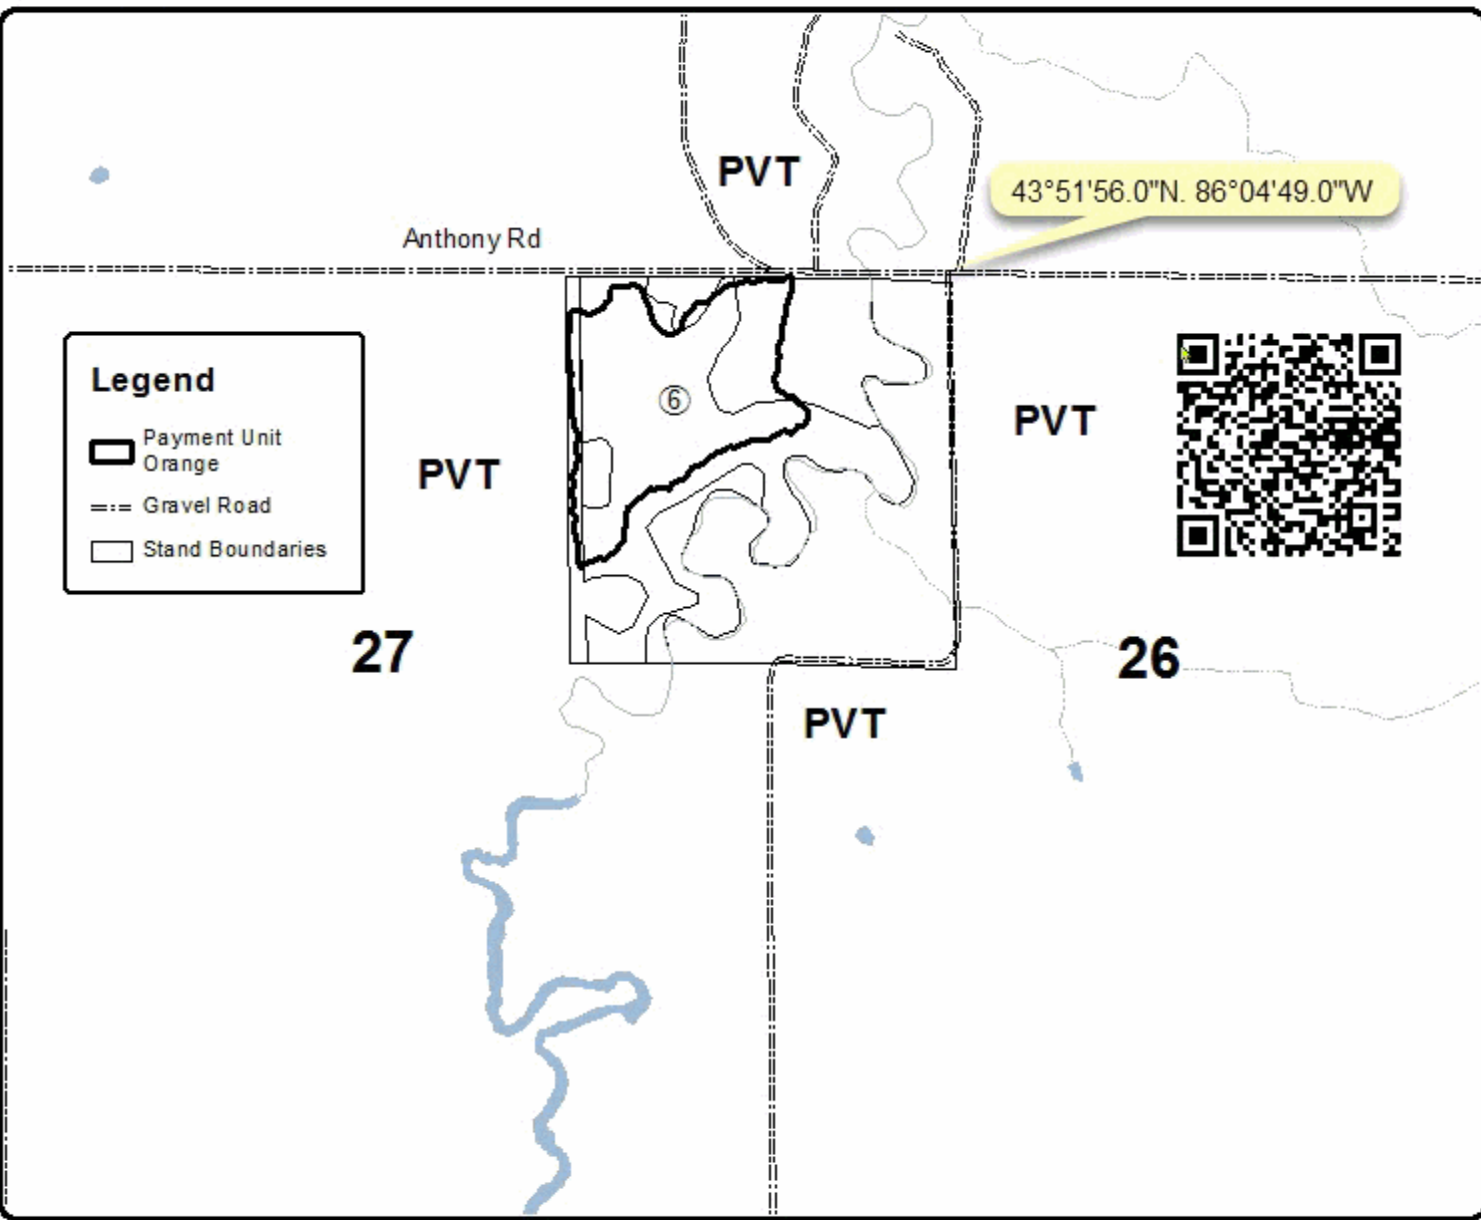 PVT
43°51'56.0"N. 86°04'49.0"W
Anthony Rd
Legend
Payment Unit
Orange
Gravel Road
Stand Boundaries
6
PVT
PVT
27
26
PVT